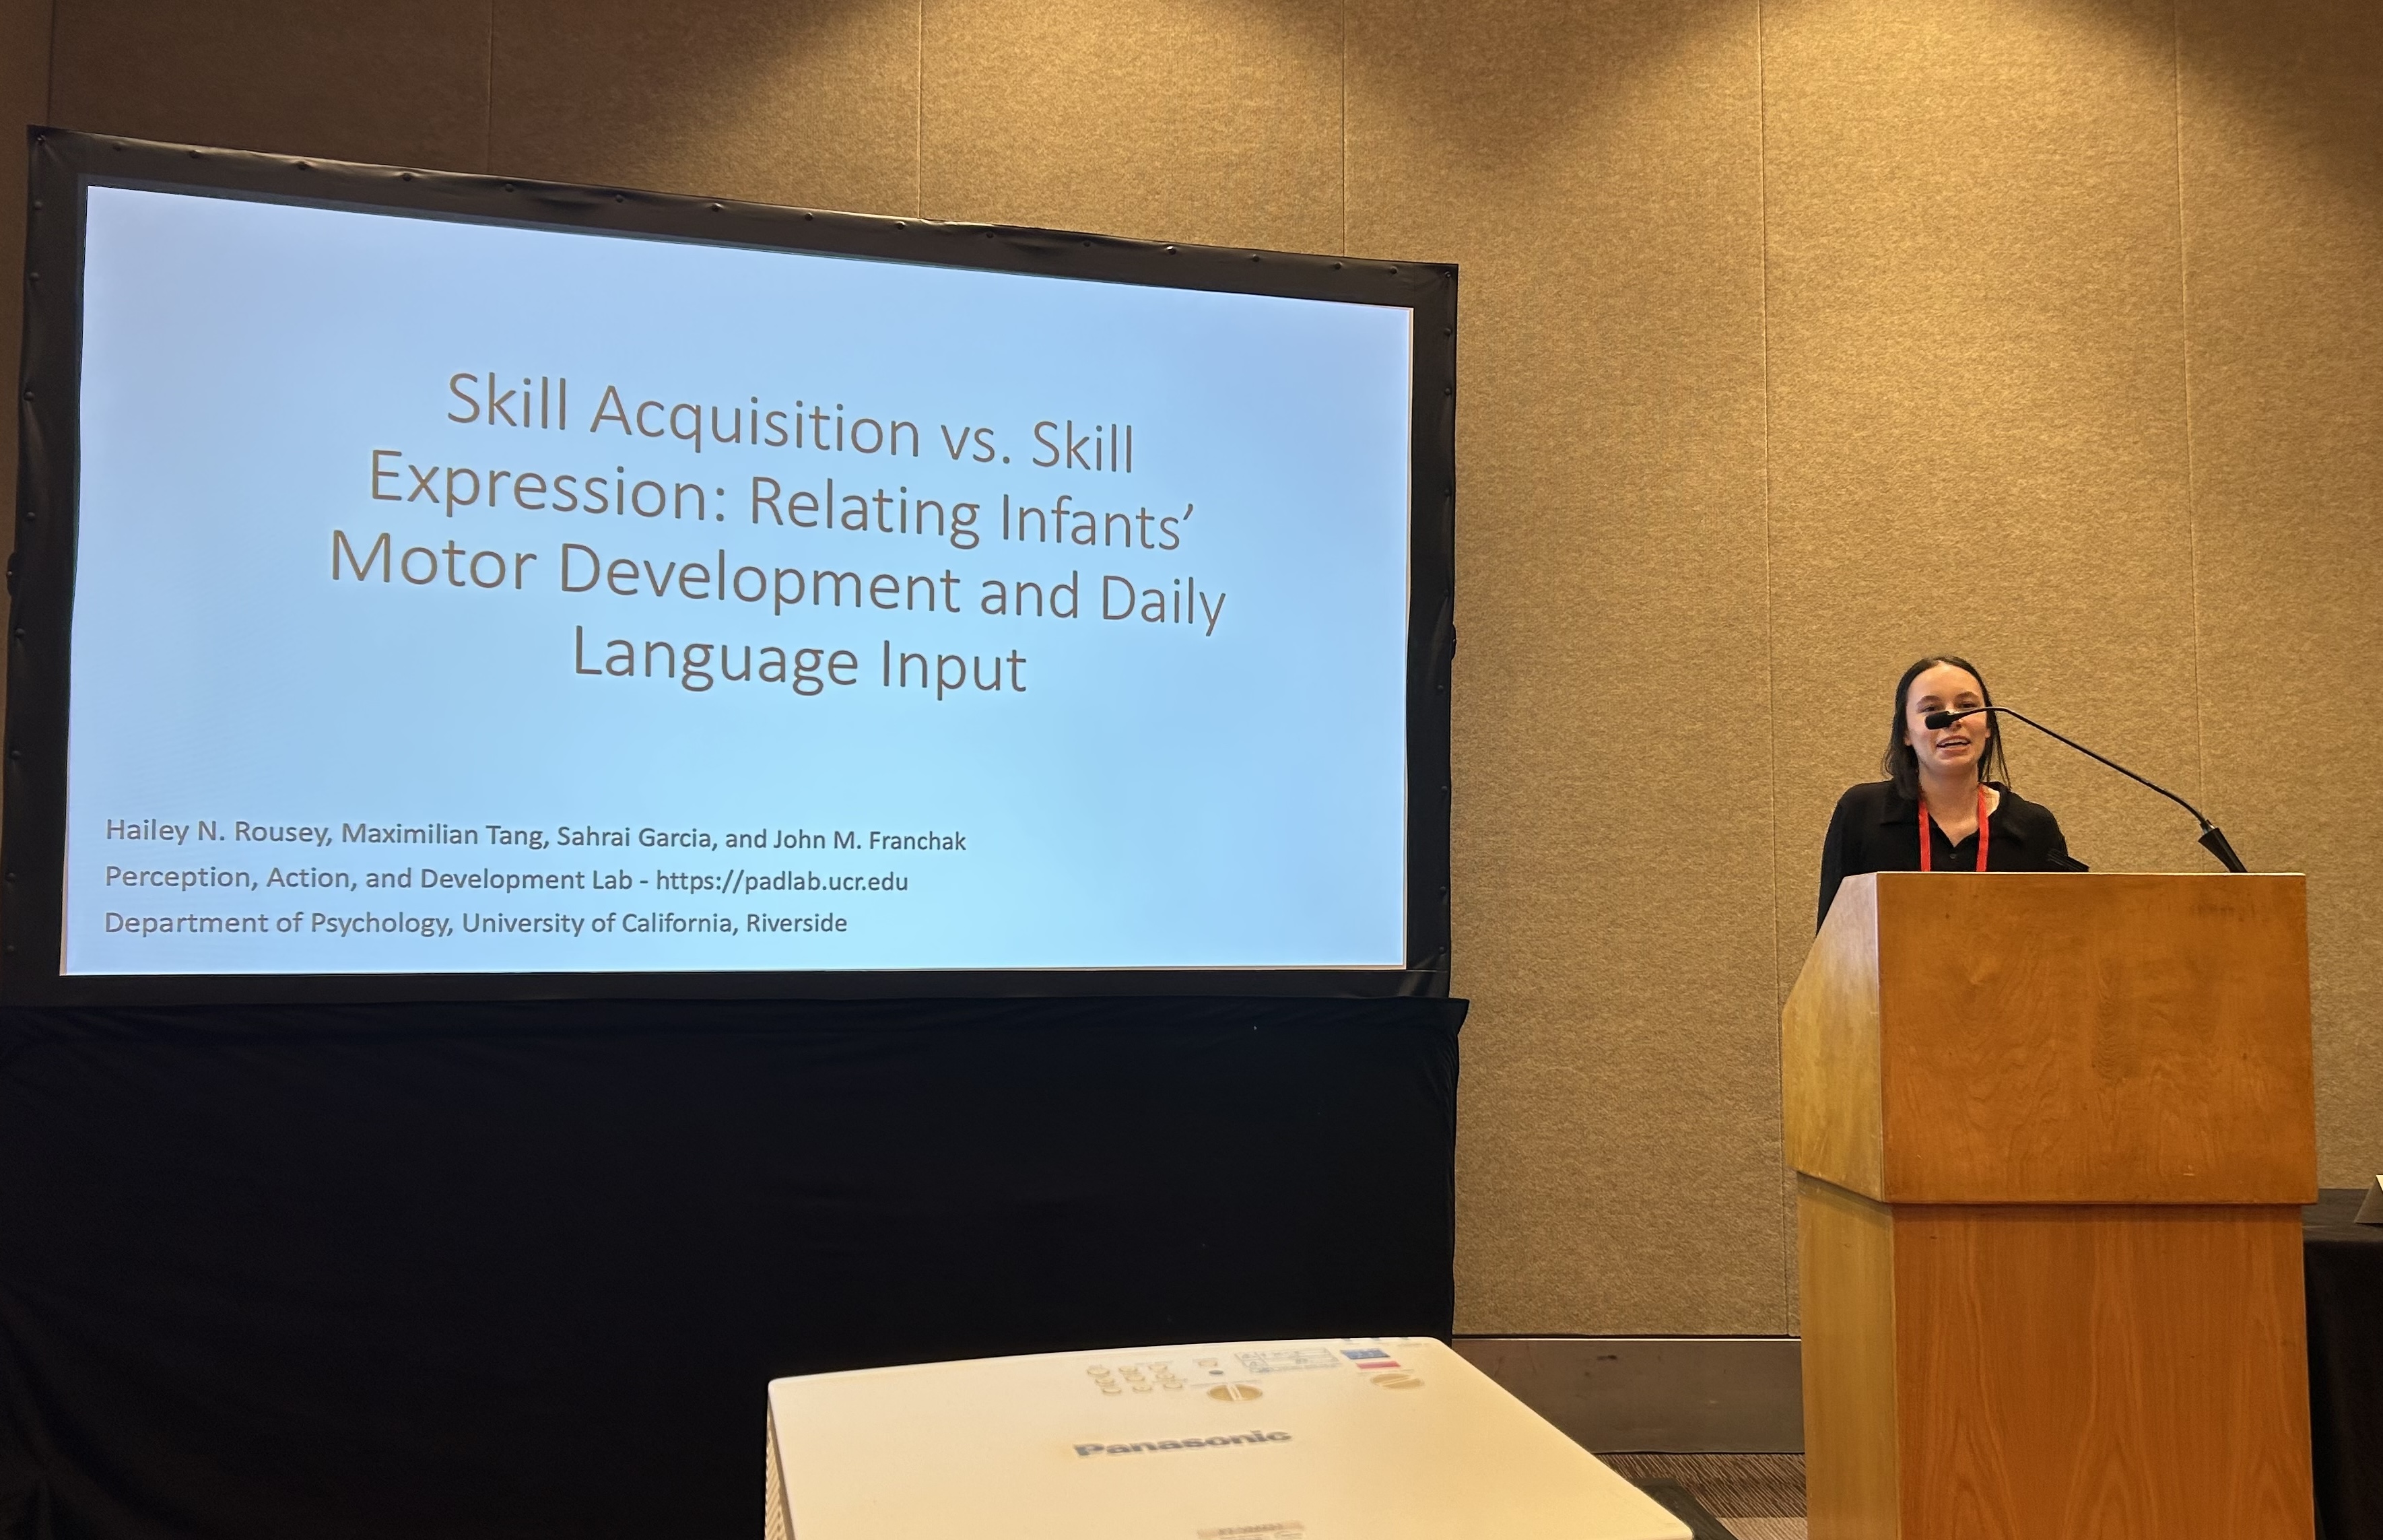 Skill Acquisition vs. Skill
Expression: Relating Infants’
Motor Development and Daily
Language Input
Hailey N. Rousey, Maximilian Tang, Sahrai Garcia, and John M. Franchak
Perception, Action, and Development Lab - https://padlab.ucr.edu
Department of Psychology, University of California, Riverside
Panasonic